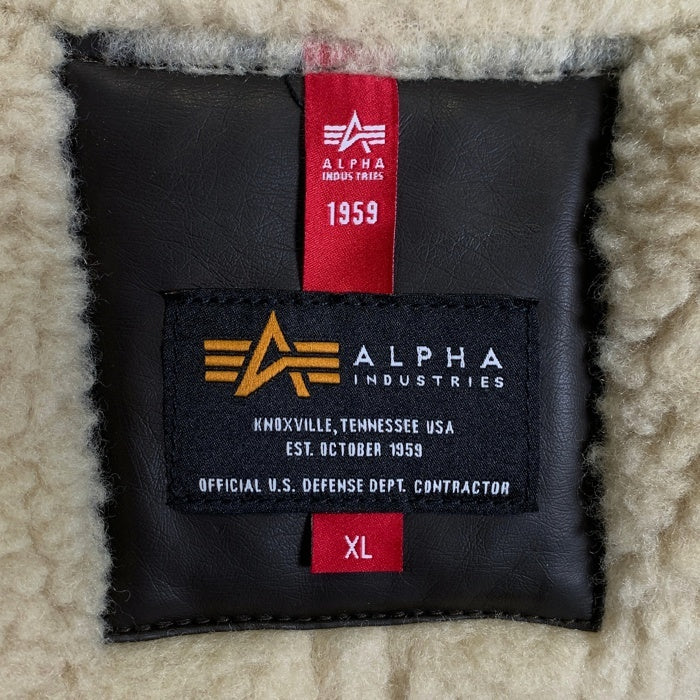 ALPHA
INDUSTRIES
1959
ALPHA
INDUSTRIES
KNOXVILLE, TENNESSEE USA
EST. OCTOBER 1959
OFFICIAL U.S. DEFENSE DEPT. CONTRACTOR
XL